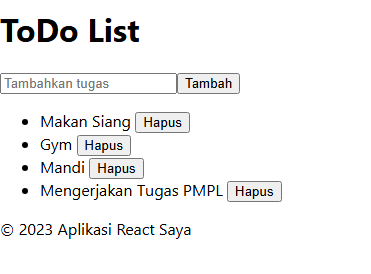 ToDo List
Tambahkan tugas Tambah
Makan Siang Hapus
Gym Hapus
Mandi Hapus
Mengerjakan Tugas PMPL Hapus
© 2023 Aplikasi React Saya